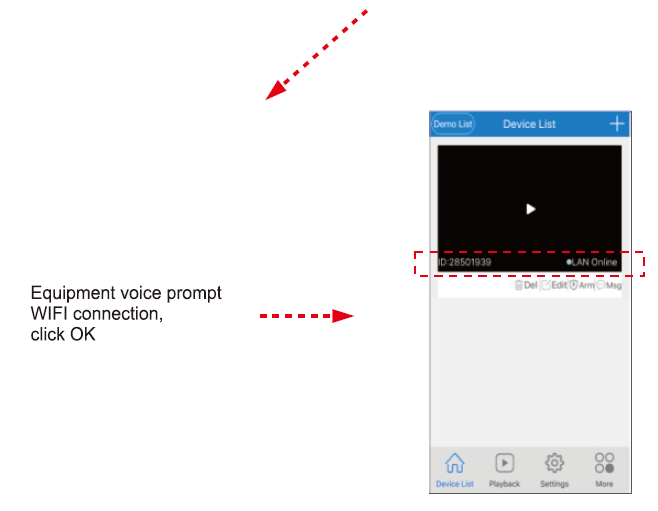 Demo List Device List
ID:28501939 LAN Online
Del Edit Arm Msg
Equipment voice prompt
WIFI connection,
click OK
Device List Playback Settings More